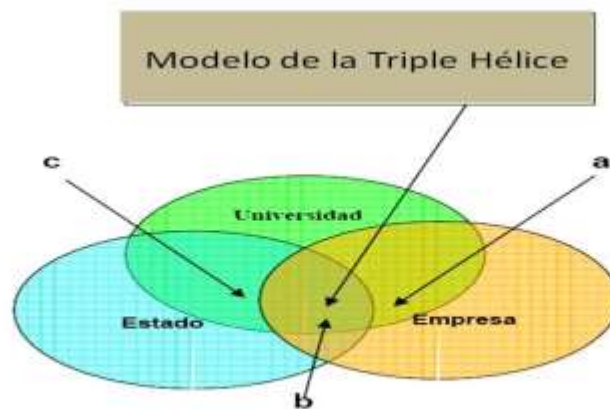 Modelo de la Triple Hélice
c
a
Universidad
Estado
Empresa
b